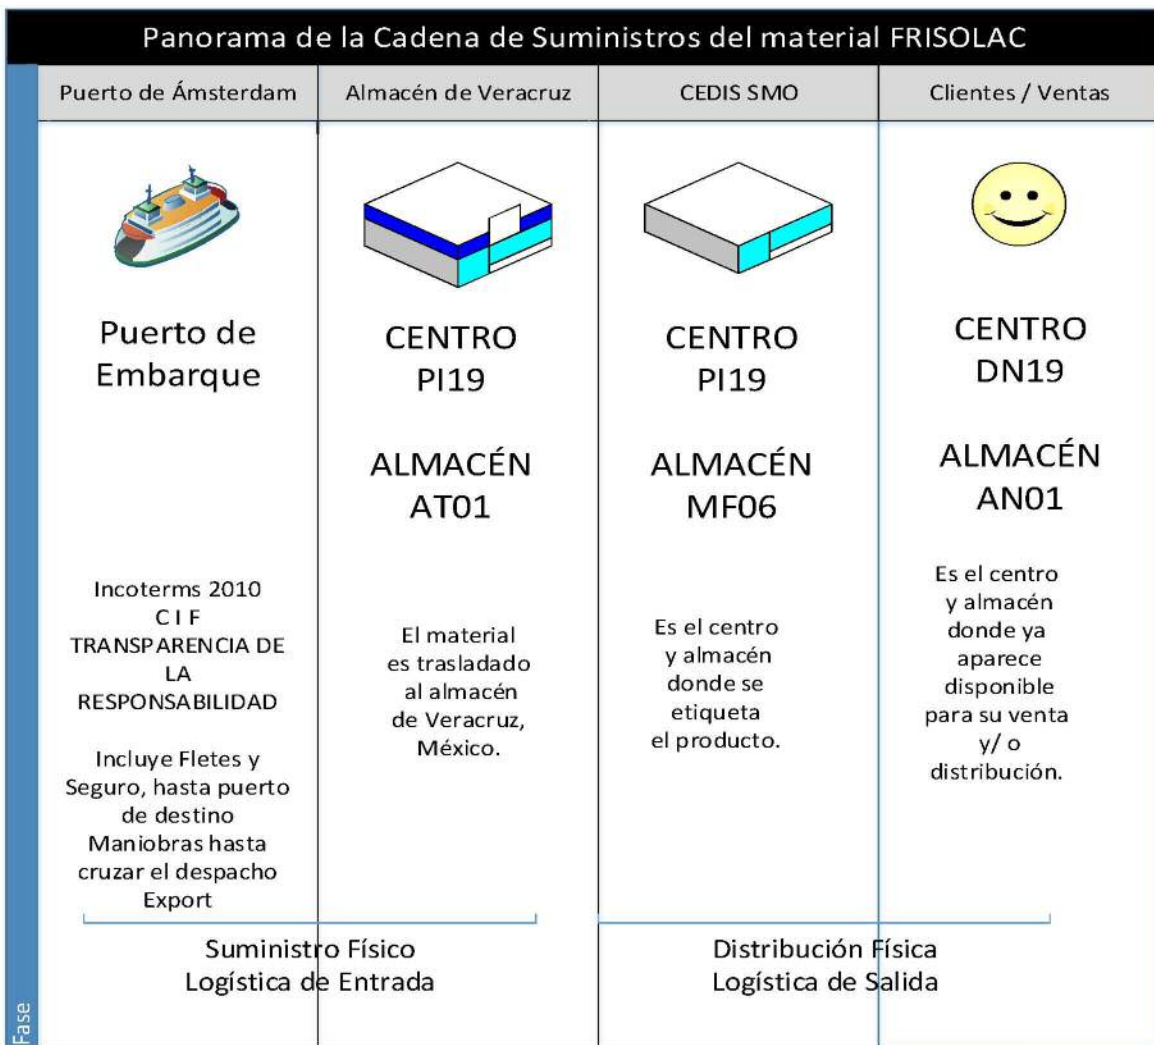 Panorama de la Cadena de Suministros del material FRISOLAC
Puerto de Ámsterdam
Almacén de Veracruz
CEDIS SMO
Clientes / Ventas
Puerto de
Embarque
Incoterms 2010
C I F
TRANSPARENCIA DE
LA
RESPONSABILIDAD
Incluye Fletes y
Seguro, hasta puerto
de destino
Maniobras hasta
cruzar el despacho
Export
CENTRO
PI19
ALMACÉN
AT01
El material
es trasladado
al almacén
de Veracruz,
México.
CENTRO
PI19
ALMACÉN
MF06
Es el centro
y almacén
donde se
etiqueta
el producto.
CENTRO
DN19
ALMACÉN
AN01
Es el centro
y almacén
donde ya
aparece
disponible
para su venta
y/ o
distribución.
Suministro Físico
Logística de Entrada
Distribución Física
Logística de Salida
Fase